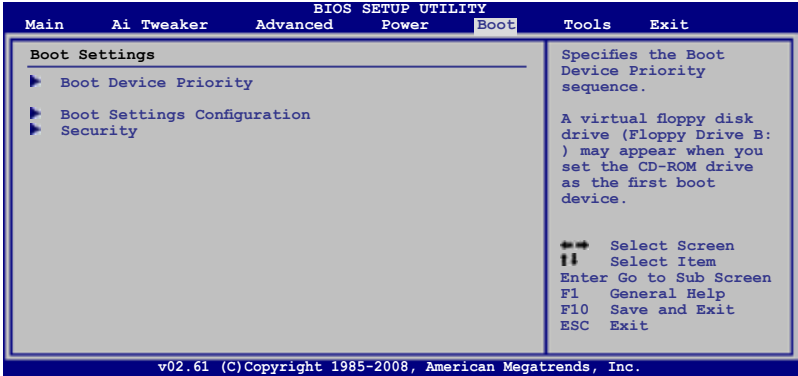 BIOS SETUP UTILITY
Main Ai Tweaker Advanced Power Boot Tools Exit
Boot Settings
Boot Device Priority
Boot Settings Configuration
Security
Specifies the Boot
Device Priority
sequence.
A virtual floppy disk
drive (Floppy Drive B:
) may appear when you
set the CD-ROM drive
as the first boot
device.
Select Screen
Select Item
Enter Go to Sub Screen
F1 General Help
F10 Save and Exit
ESC Exit
v02.61 (C)Copyright 1985-2008, American Megatrends, Inc.